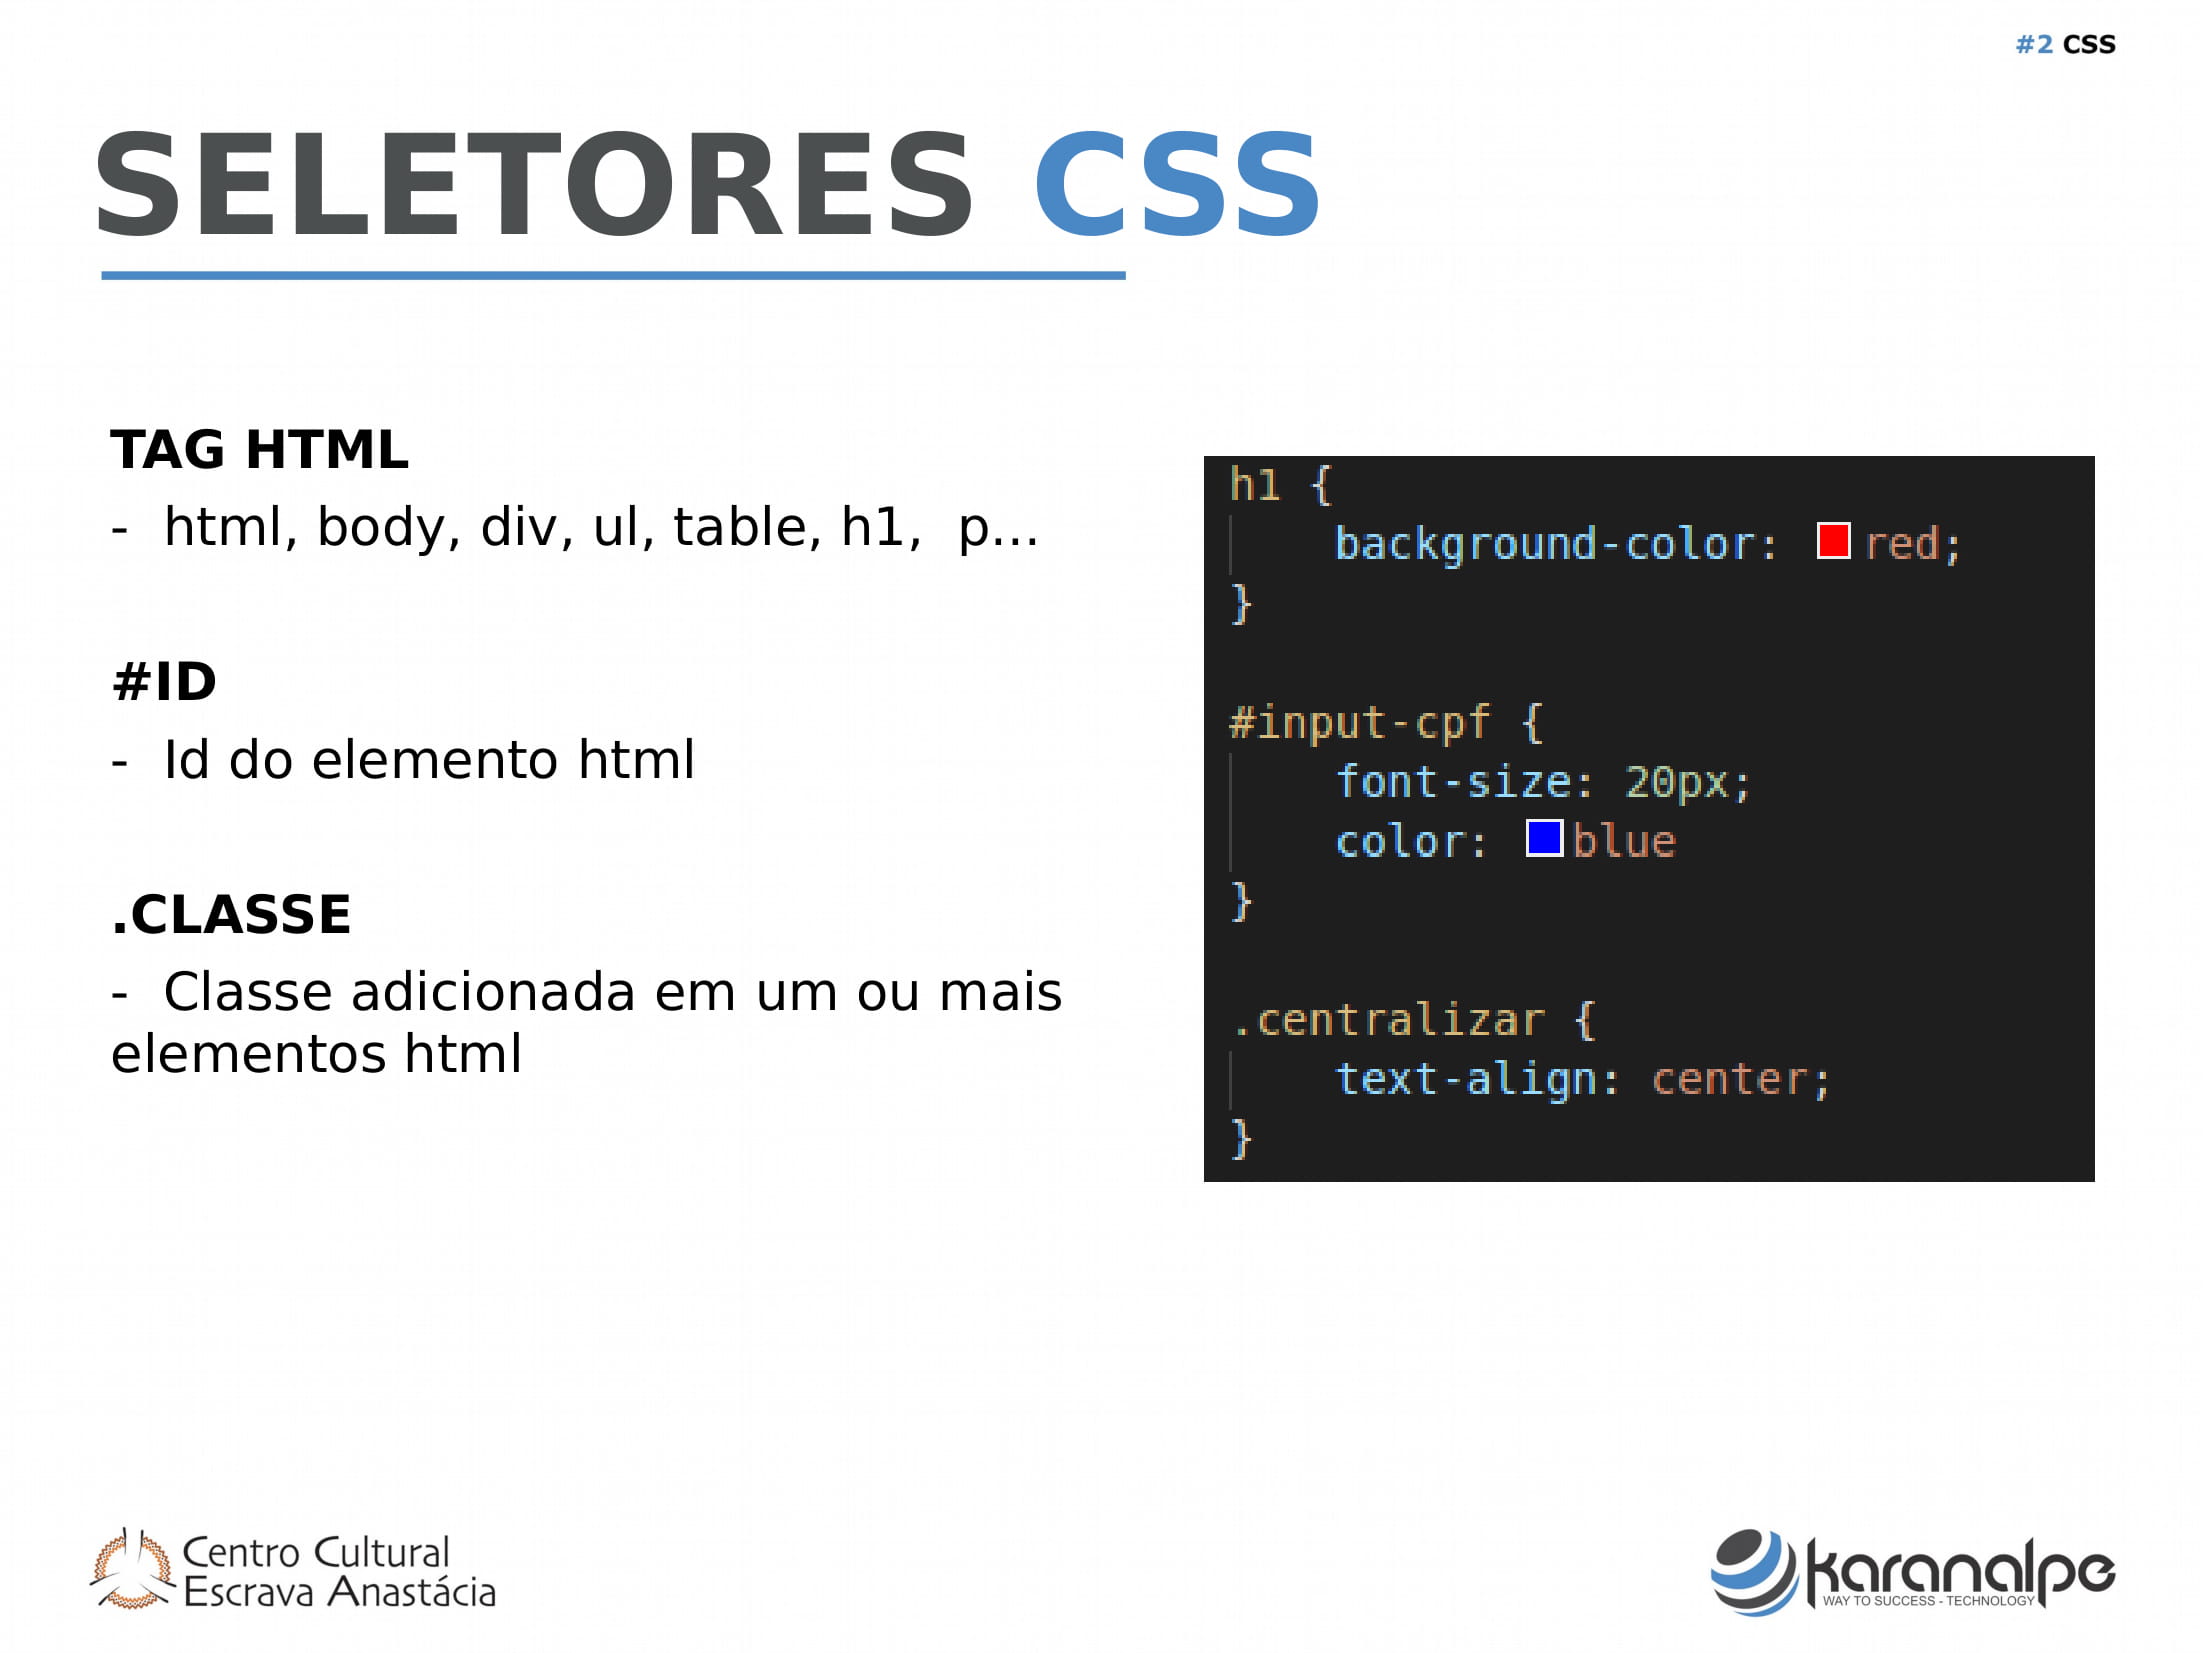 #2 CSS
SELETORES CSS
TAG HTML
- html, body, div, ul, table, h1, p...
#ID
- Id do elemento html
.CLASSE
- Classe adicionada em um ou mais
elementos html
h1 {
    background-color: red;
}
#input-cpf {
    font-size: 20px;
    color: blue
}
.centralizar {
    text-align: center;
}
Centro Cultural
Escrava Anastácia
karanalpe
WAY TO SUCCESS - TECHNOLOGY